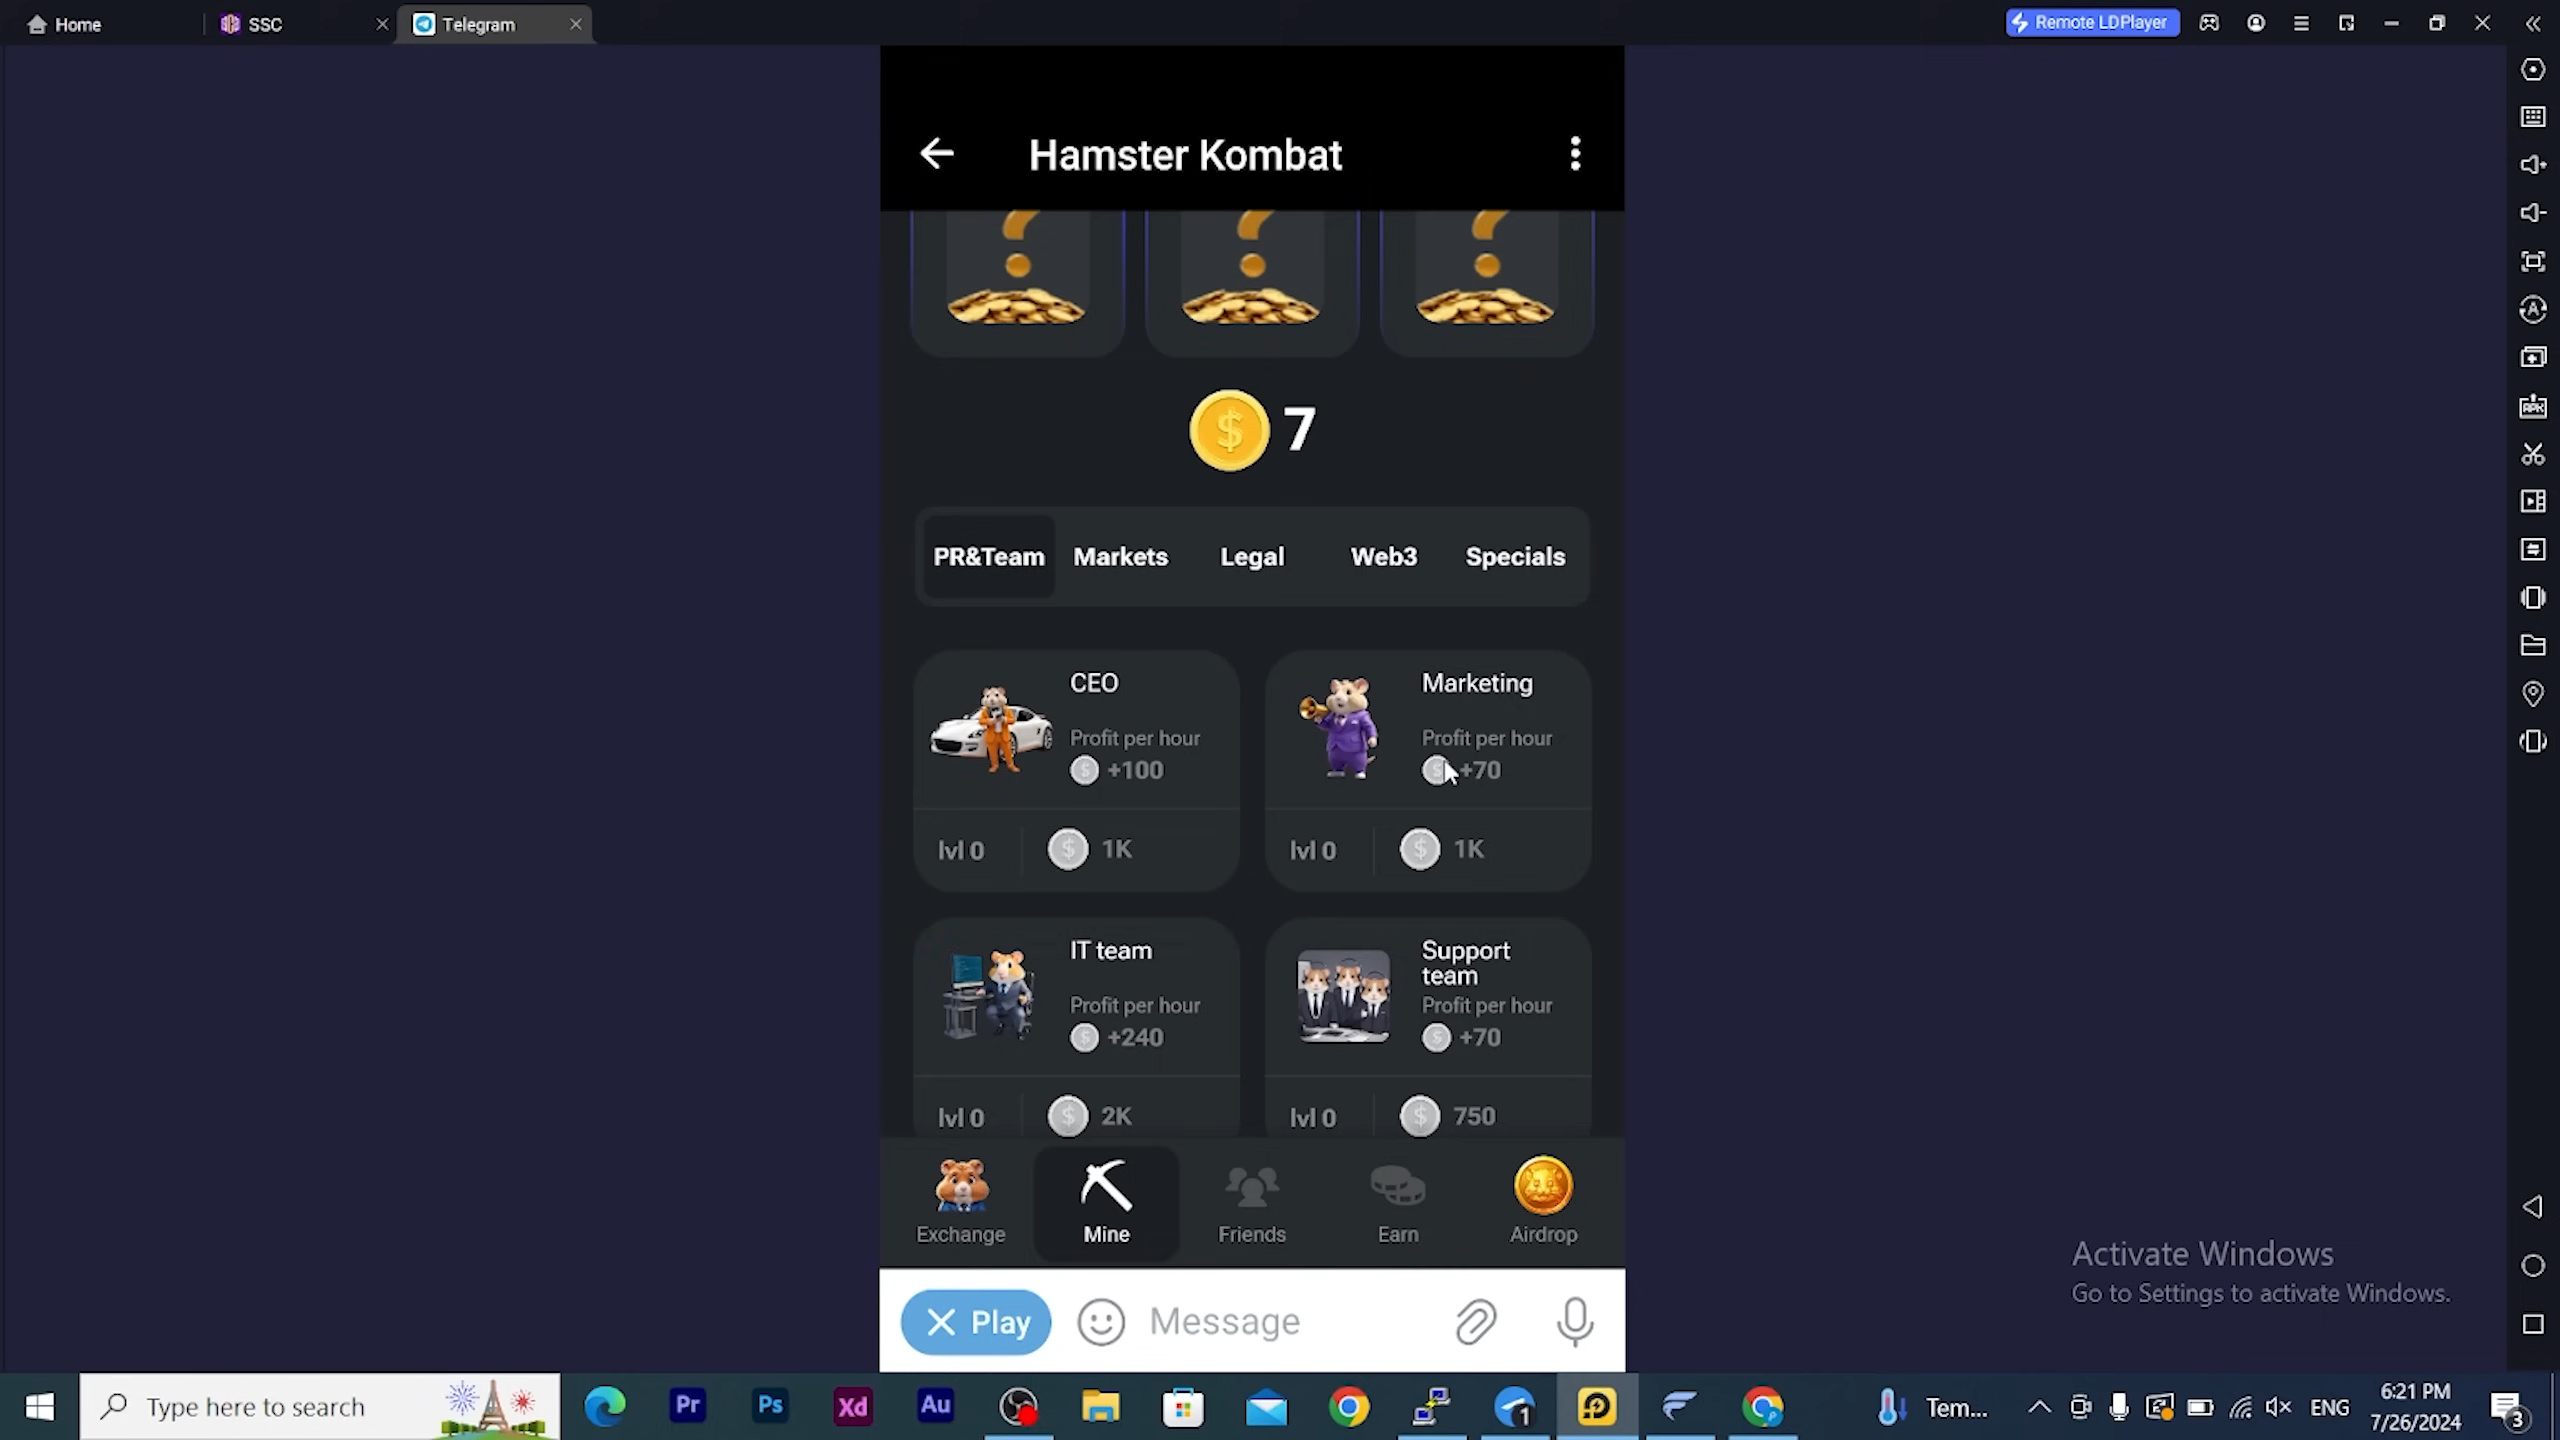 Home
SSC
Telegram
Remote LDPlayer
Hamster Kombat
7
PR&Team Markets Legal Web3 Specials
CEO
Profit per hour
+100
lvl 0
1K
Marketing
Profit per hour
+70
lvl 0
1K
IT team
Profit per hour
+240
lvl 0
2K
Support
team
Profit per hour
+70
lvl 0
750
Exchange
Mine
Friends
Earn
Airdrop
Play
Message
Activate Windows
Go to Settings to activate Windows.
Type here to search
Pr
Ps
Xd
Au
1
Tem...
ENG
6:21 PM
7/26/2024
3